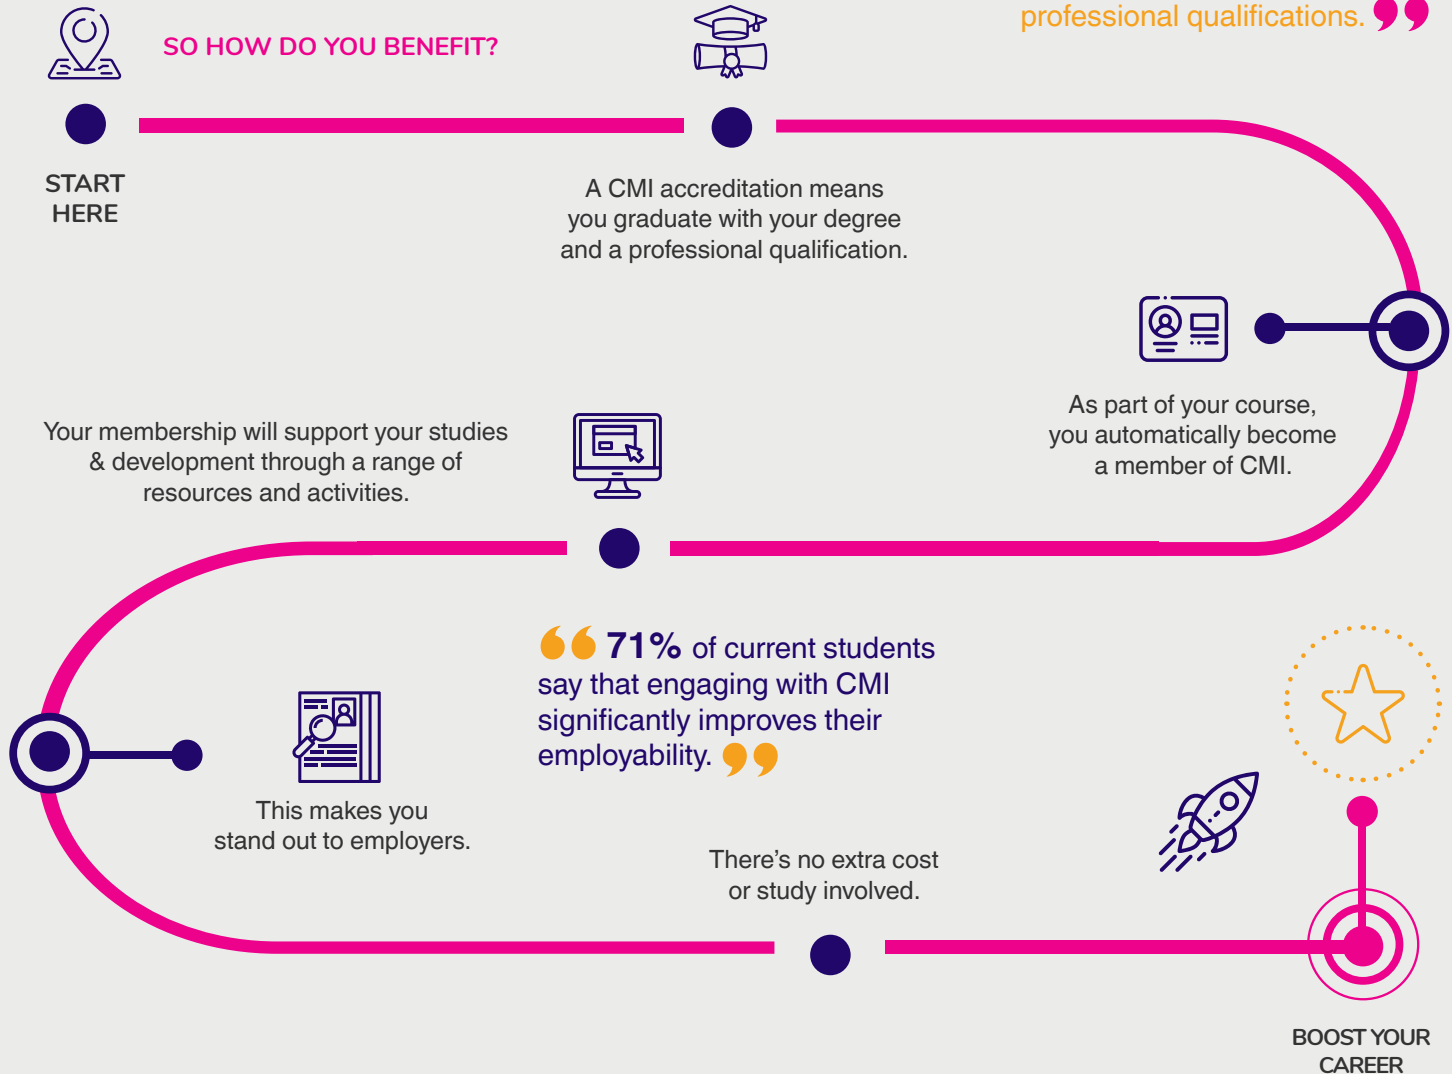 professional qualifications.”
SO HOW DO YOU BENEFIT?
START
HERE
A CMI accreditation means
you graduate with your degree
and a professional qualification.
As part of your course,
you automatically become
a member of CMI.
Your membership will support your studies
& development through a range of
resources and activities.
“71% of current students
say that engaging with CMI
significantly improves their
employability.”
This makes you
stand out to employers.
There’s no extra cost
or study involved.
BOOST YOUR
CAREER